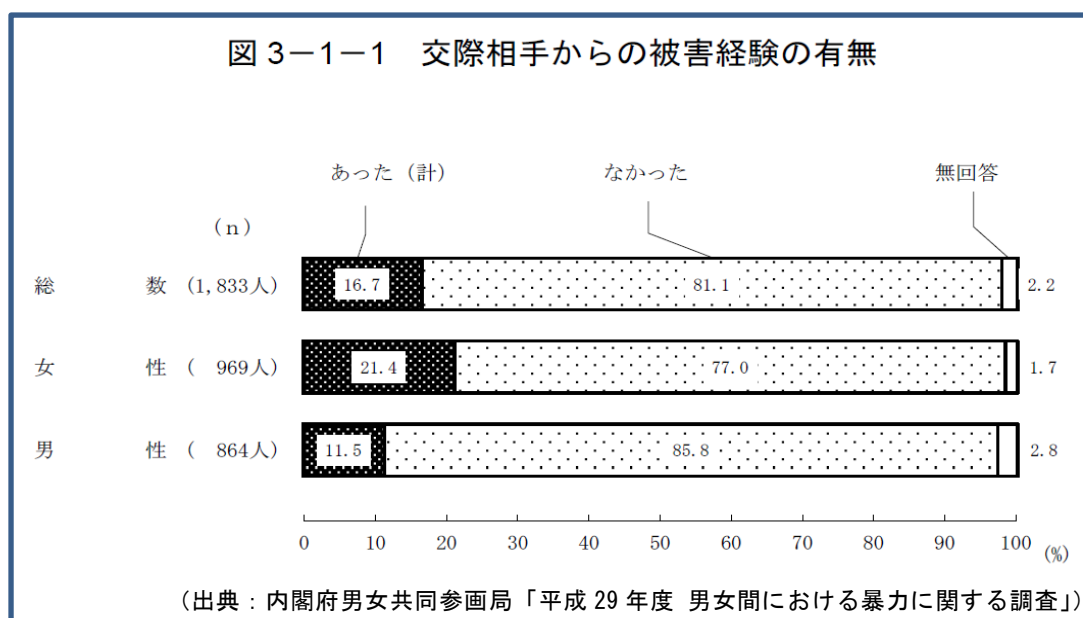 図 3－1－1　交際相手からの被害経験の有無
あった（計）　なかった　無回答
（ｎ）
総　数（1,833人）　16.7　81.1　2.2
女　性（　969人）　21.4　77.0　1.7
男　性（　864人）　11.5　85.8　2.8
0　10　20　30　40　50　60　70　80　90　100　(%)
（出典：内閣府男女共同参画局「平成 29 年度 男女間における暴力に関する調査」）